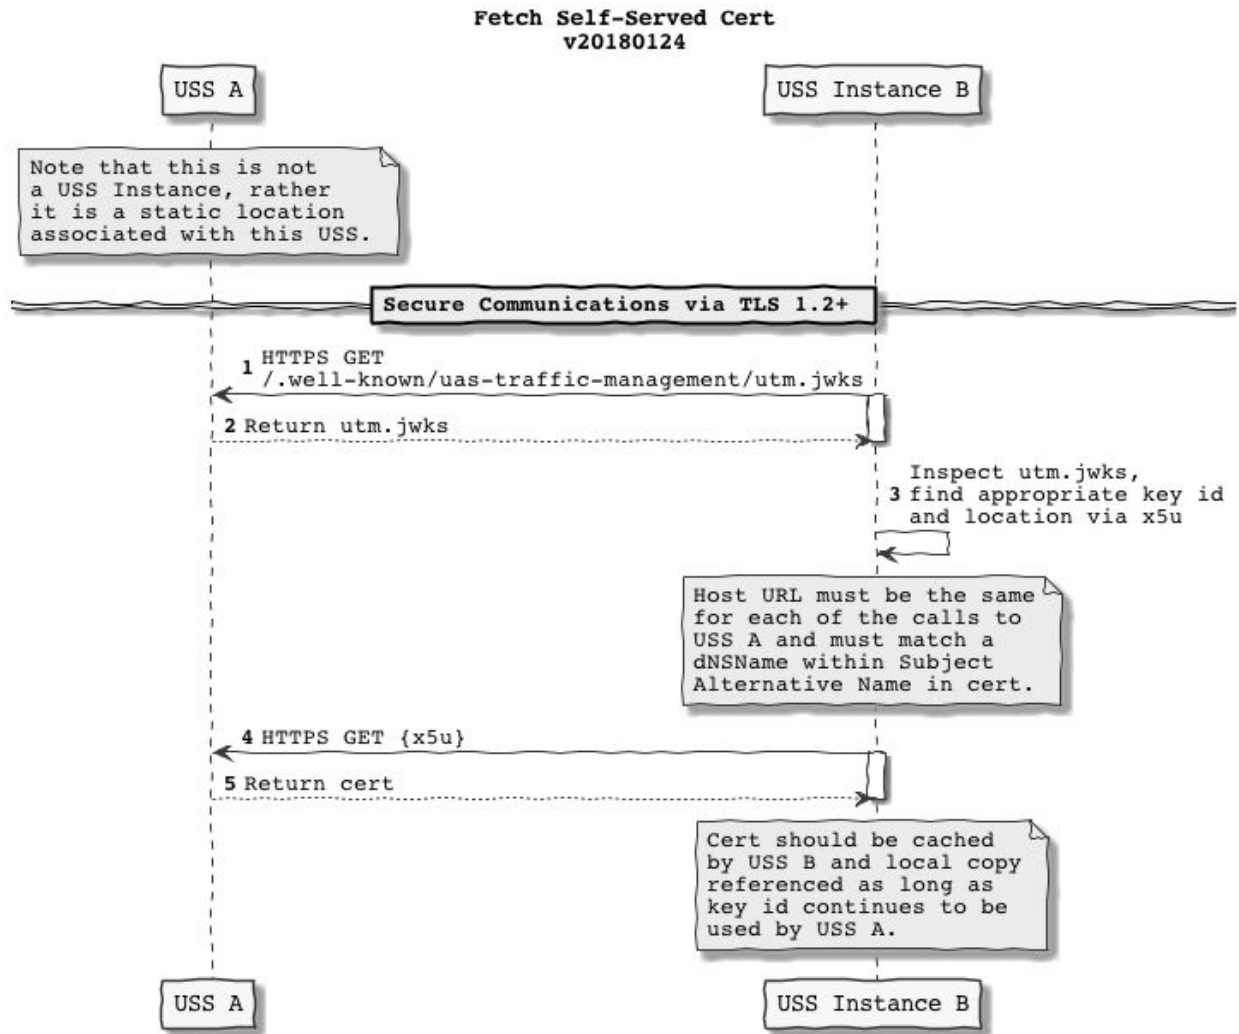 Fetch Self-Served Cert
v20180124
USS A
USS Instance B
Note that this is not
a USS Instance, rather
it is a static location
associated with this USS.
Secure Communications via TLS 1.2+
1 HTTPS GET
/.well-known/uas-traffic-management/utm.jwks
2 Return utm.jwks
Inspect utm.jwks,
3 find appropriate key id
and location via x5u
Host URL must be the same
for each of the calls to
USS A and must match a
dNSName within Subject
Alternative Name in cert.
4 HTTPS GET {x5u}
5 Return cert
Cert should be cached
by USS B and local copy
referenced as long as
key id continues to be
used by USS A.
USS A
USS Instance B